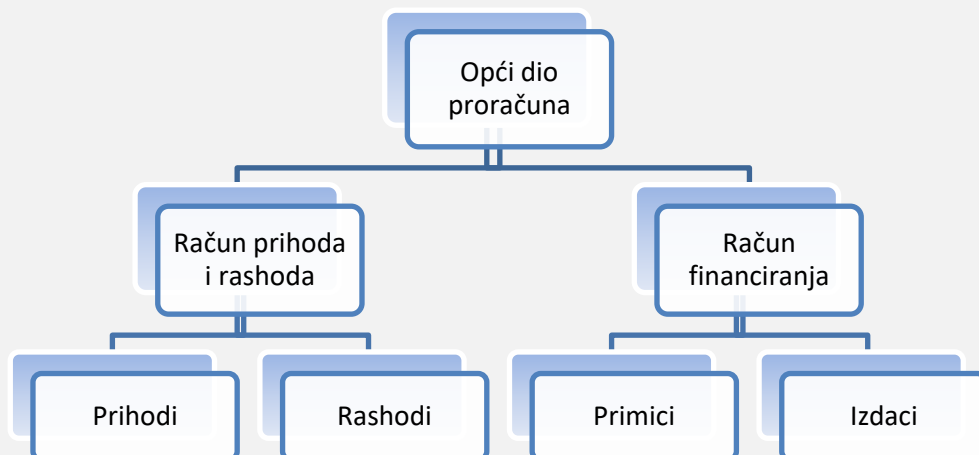 Opći dio
proračuna
Račun prihoda
i rashoda
Račun
financiranja
Prihodi
Rashodi
Primici
Izdaci